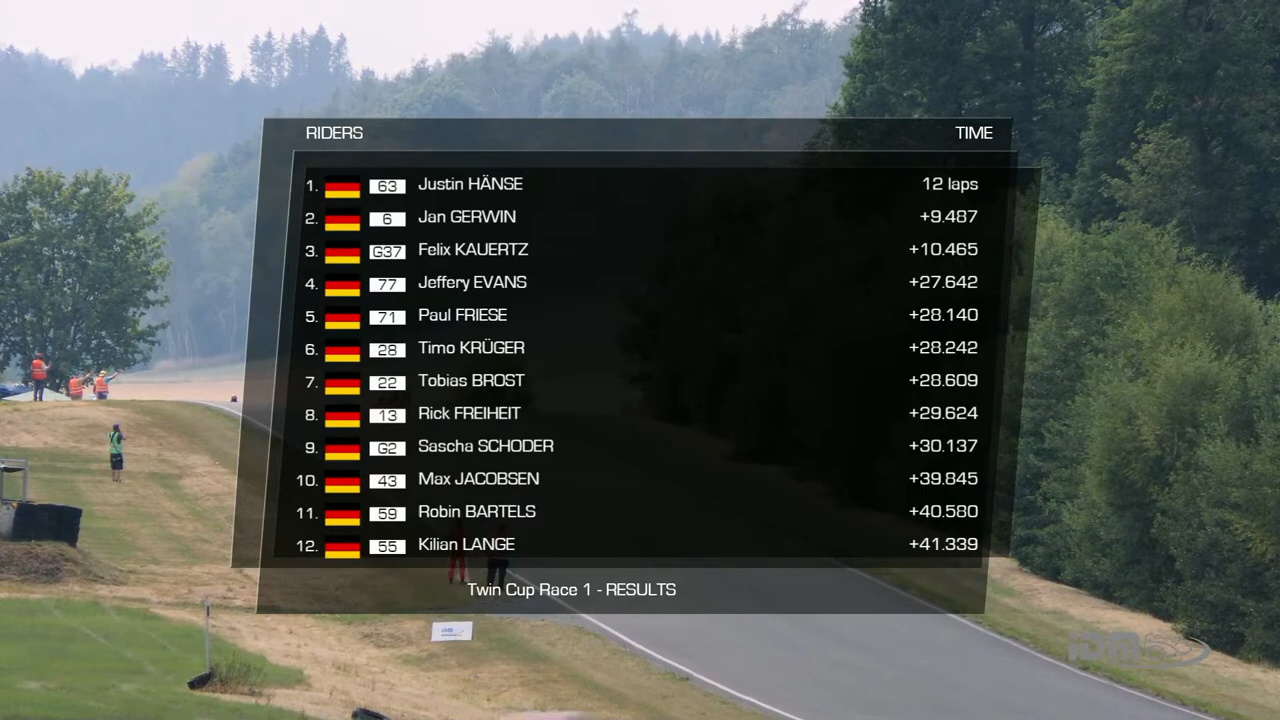 RIDERS TIME
1. 63 Justin HÄNSE 12 laps
2. 6 Jan GERWIN +9.487
3. G37 Felix KAUERTZ +10.465
4. 77 Jeffery EVANS +27.642
5. 71 Paul FRIESE +28.140
6. 28 Timo KRÜGER +28.242
7. 22 Tobias BROST +28.609
8. 13 Rick FREIHEIT +29.624
9. G2 Sascha SCHODER +30.137
10. 43 Max JACOBSEN +39.845
11. 59 Robin BARTELS +40.580
12. 55 Kilian LANGE +41.339
Twin Cup Race 1 - RESULTS
iDM